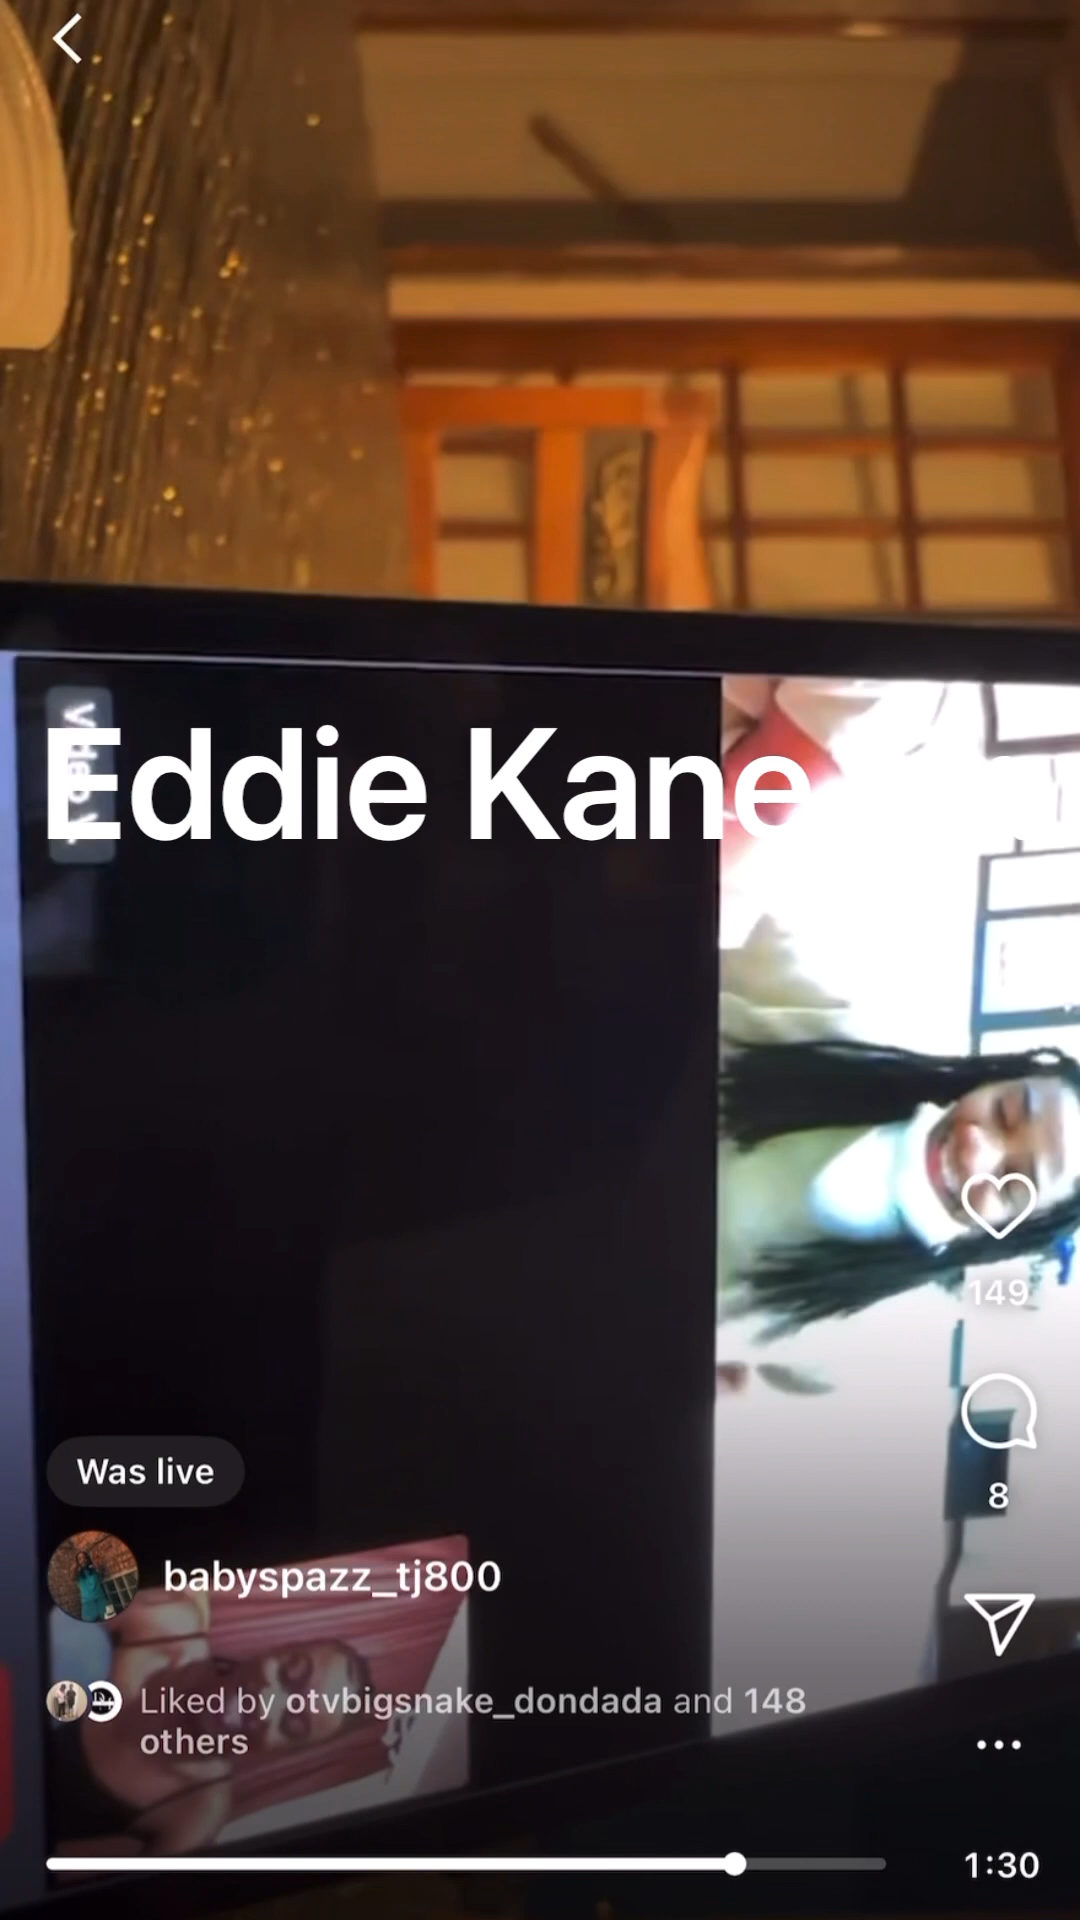 Eddie Kane
Was live
babyspazz_tj800
Liked by otvbigsnake_dondada and 148
others
149
8
1:30